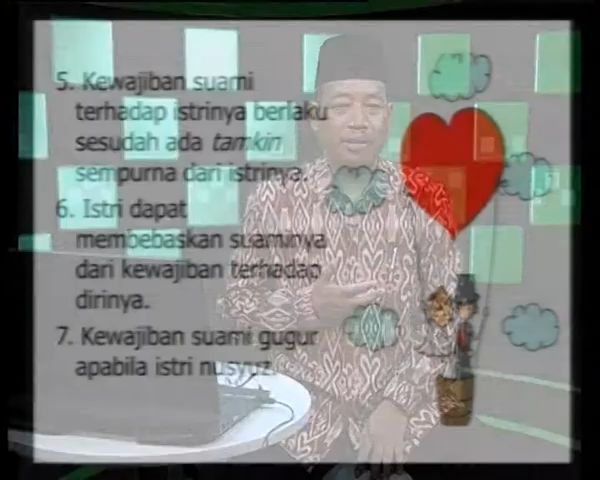 5. Kewajiban suami
terhadap istrinya berlaku
sesudah ada tamkin
sempurna dari istrinya.
6. Istri dapat
membebaskan suaminya
dari kewajiban terhadap
dirinya.
7. Kewajiban suami gugur
apabila istri nusyuz